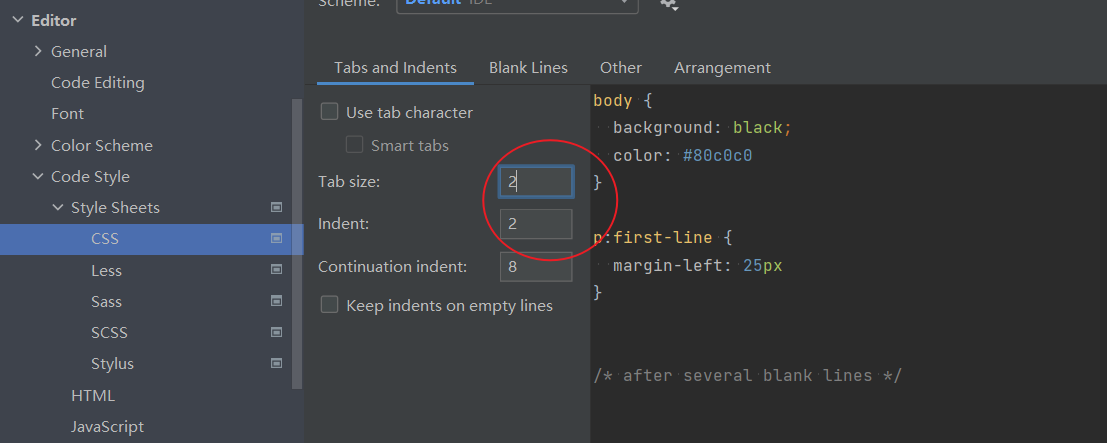 Editor
General
Code Editing
Font
Color Scheme
Code Style
Style Sheets
CSS
Less
Sass
SCSS
Stylus
HTML
JavaScript
Scheme: Default IDE
Tabs and Indents Blank Lines Other Arrangement
Use tab character
Smart tabs
Tab size: 2
Indent: 2
Continuation indent: 8
Keep indents on empty lines
body {
  background: black;
  color: #80c0c0
}
p:first-line {
  margin-left: 25px
}
/* after several blank lines */